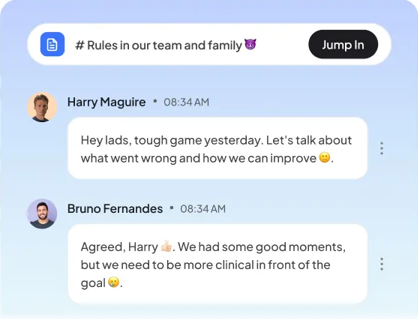 # Rules in our team and family 😈
Jump In
Harry Maguire • 08:34 AM
Hey lads, tough game yesterday. Let's talk about
what went wrong and how we can improve 😀.
Bruno Fernandes • 08:34 AM
Agreed, Harry 👍🏻. We had some good moments,
but we need to be more clinical in front of the
goal 😀.